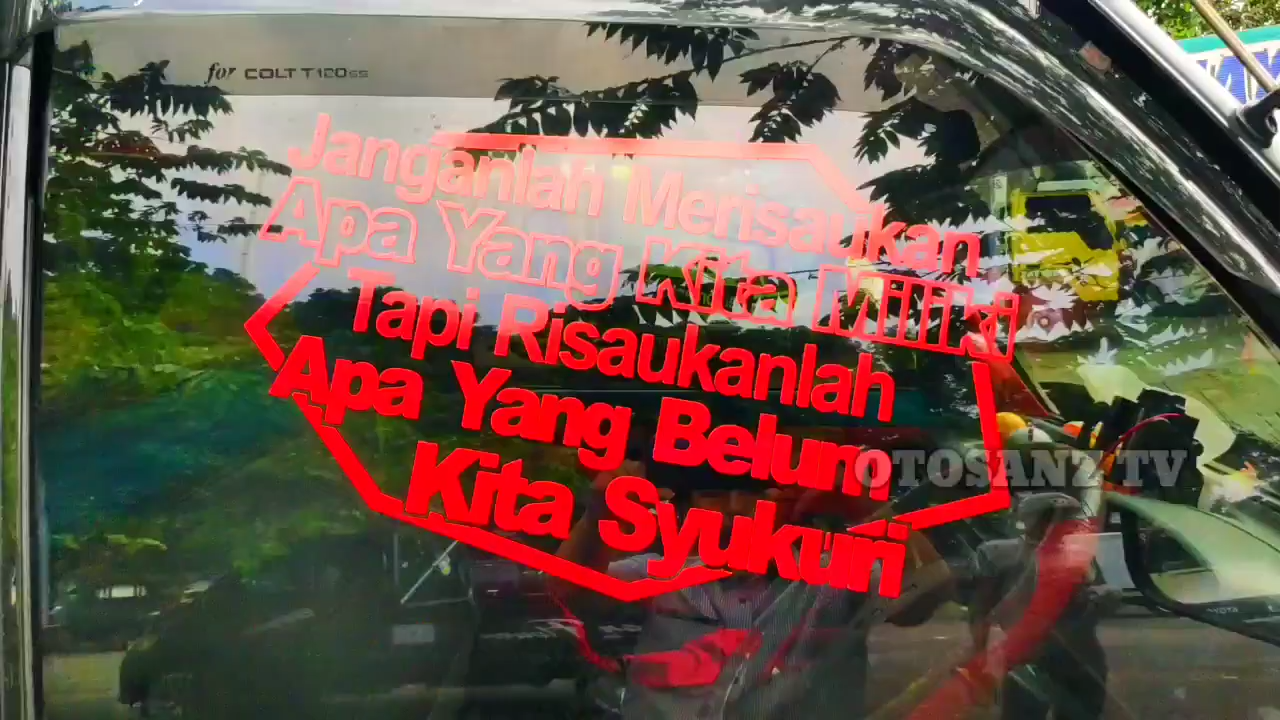 for COLT T120ss
Janganlah Merisaukan
Apa Yang Kita Miliki
Tapi Risaukanlah
Apa Yang Belum
Kita Syukuri
OTOSANZ TV